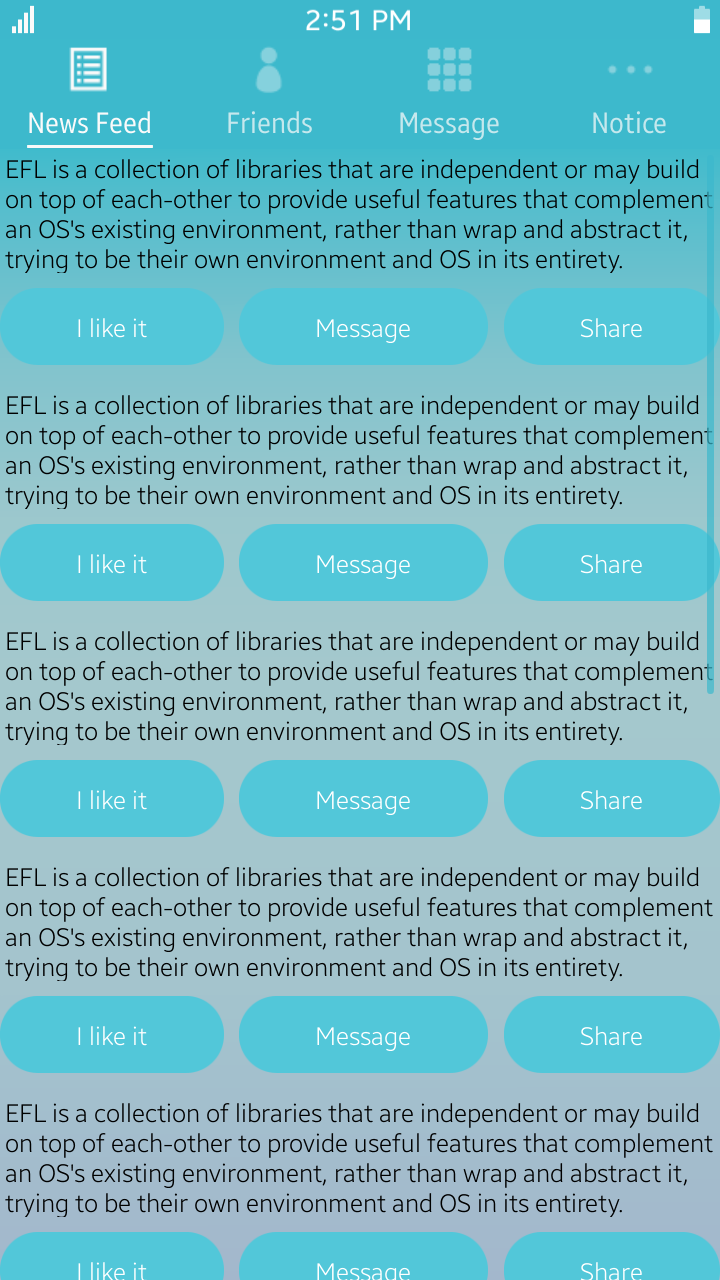 2:51 PM
News Feed Friends Message Notice
EFL is a collection of libraries that are independent or may build
on top of each-other to provide useful features that complement
an OS's existing environment, rather than wrap and abstract it,
trying to be their own environment and OS in its entirety.
I like it Message Share
EFL is a collection of libraries that are independent or may build
on top of each-other to provide useful features that complement
an OS's existing environment, rather than wrap and abstract it,
trying to be their own environment and OS in its entirety.
I like it Message Share
EFL is a collection of libraries that are independent or may build
on top of each-other to provide useful features that complement
an OS's existing environment, rather than wrap and abstract it,
trying to be their own environment and OS in its entirety.
I like it Message Share
EFL is a collection of libraries that are independent or may build
on top of each-other to provide useful features that complement
an OS's existing environment, rather than wrap and abstract it,
trying to be their own environment and OS in its entirety.
I like it Message Share
EFL is a collection of libraries that are independent or may build
on top of each-other to provide useful features that complement
an OS's existing environment, rather than wrap and abstract it,
trying to be their own environment and OS in its entirety.
I like it Message Share